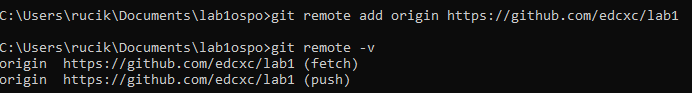 C:\Users\rucik\Documents\lab1ospo>git remote add origin https://github.com/edcxc/lab1
C:\Users\rucik\Documents\lab1ospo>git remote -v
origin  https://github.com/edcxc/lab1 (fetch)
origin  https://github.com/edcxc/lab1 (push)